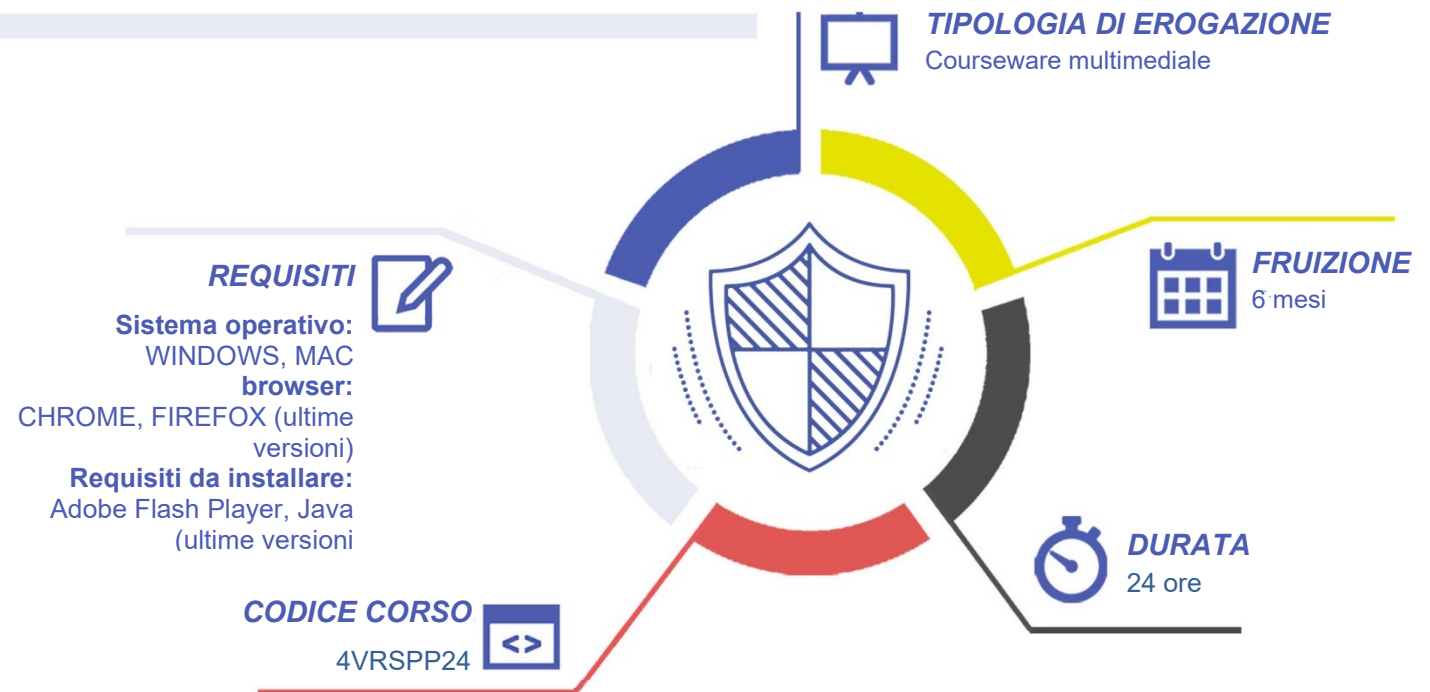 TIPOLOGIA DI EROGAZIONE
Courseware multimediale
REQUISITI
Sistema operativo:
WINDOWS, MAC
browser:
CHROME, FIREFOX (ultime
versioni)
Requisiti da installare:
Adobe Flash Player, Java
(ultime versioni
FRUIZIONE
6 mesi
DURATA
24 ore
CODICE CORSO
4VRSPP24
<>